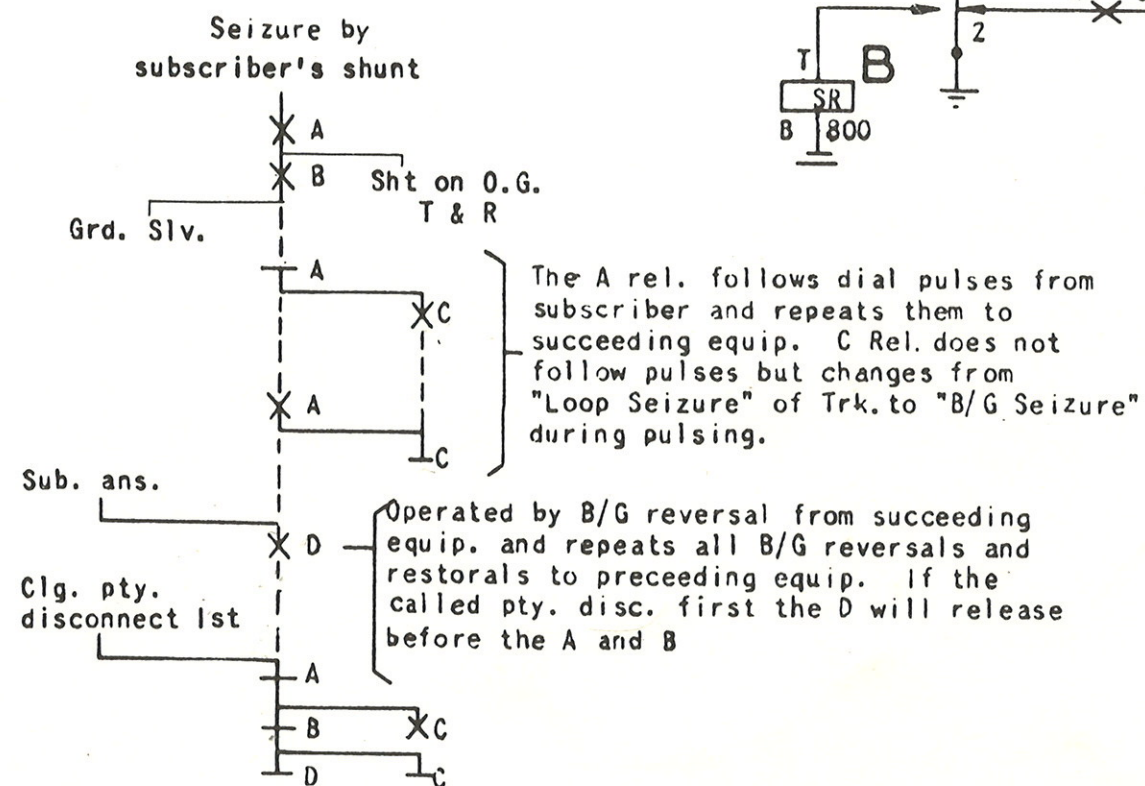 Seizure by
subscriber's shunt
A
B
Sht on O.G.
T & R
Grd. Slv.
A
C
A
C
The A rel. follows dial pulses from
subscriber and repeats them to
succeeding equip. C Rel. does not
follow pulses but changes from
"Loop Seizure" of Trk. to "B/G Seizure"
during pulsing.
Sub. ans.
D
Operated by B/G reversal from succeeding
equip. and repeats all B/G reversals and
restorals to preceeding equip. If the
called pty. disc. first the D will release
before the A and B
Clg. pty.
disconnect 1st
A
B
C
D
C
2
T
B
SR
B 800